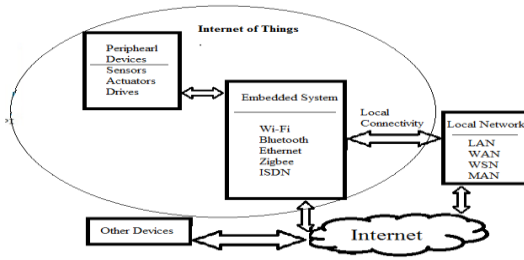 Internet of Things
Periphearl
Devices
Sensors
Actuators
Drives
Embedded System
Wi-Fi
Bluetooth
Ethernet
Zigbee
ISDN
Local
Connectivity
Local Network
LAN
WAN
WSN
MAN
Other Devices
Internet